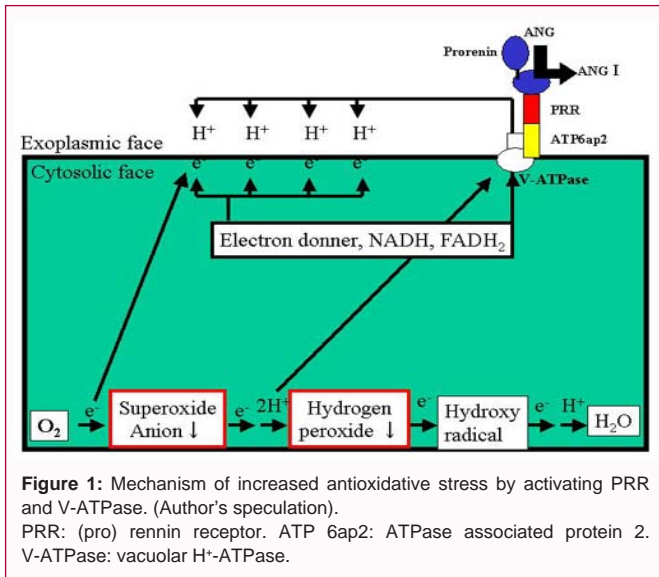 ANG
Prorenin
ANG I
PRR
ATP6ap2
H⁺ H⁺ H⁺ H⁺
Exoplasmic face
Cytosolic face
e⁻ e⁻ e⁻ e⁻
V-ATPase
Electron donner, NADH, FADH₂
O₂ e⁻ Superoxide Anion ↓ e⁻ 2H⁺ Hydrogen peroxide ↓ e⁻ Hydroxy radical e⁻ H⁺ H₂O
Figure 1: Mechanism of increased antioxidative stress by activating PRR
and V-ATPase. (Author's speculation).
PRR: (pro) rennin receptor. ATP 6ap2: ATPase associated protein 2.
V-ATPase: vacuolar H⁺-ATPase.